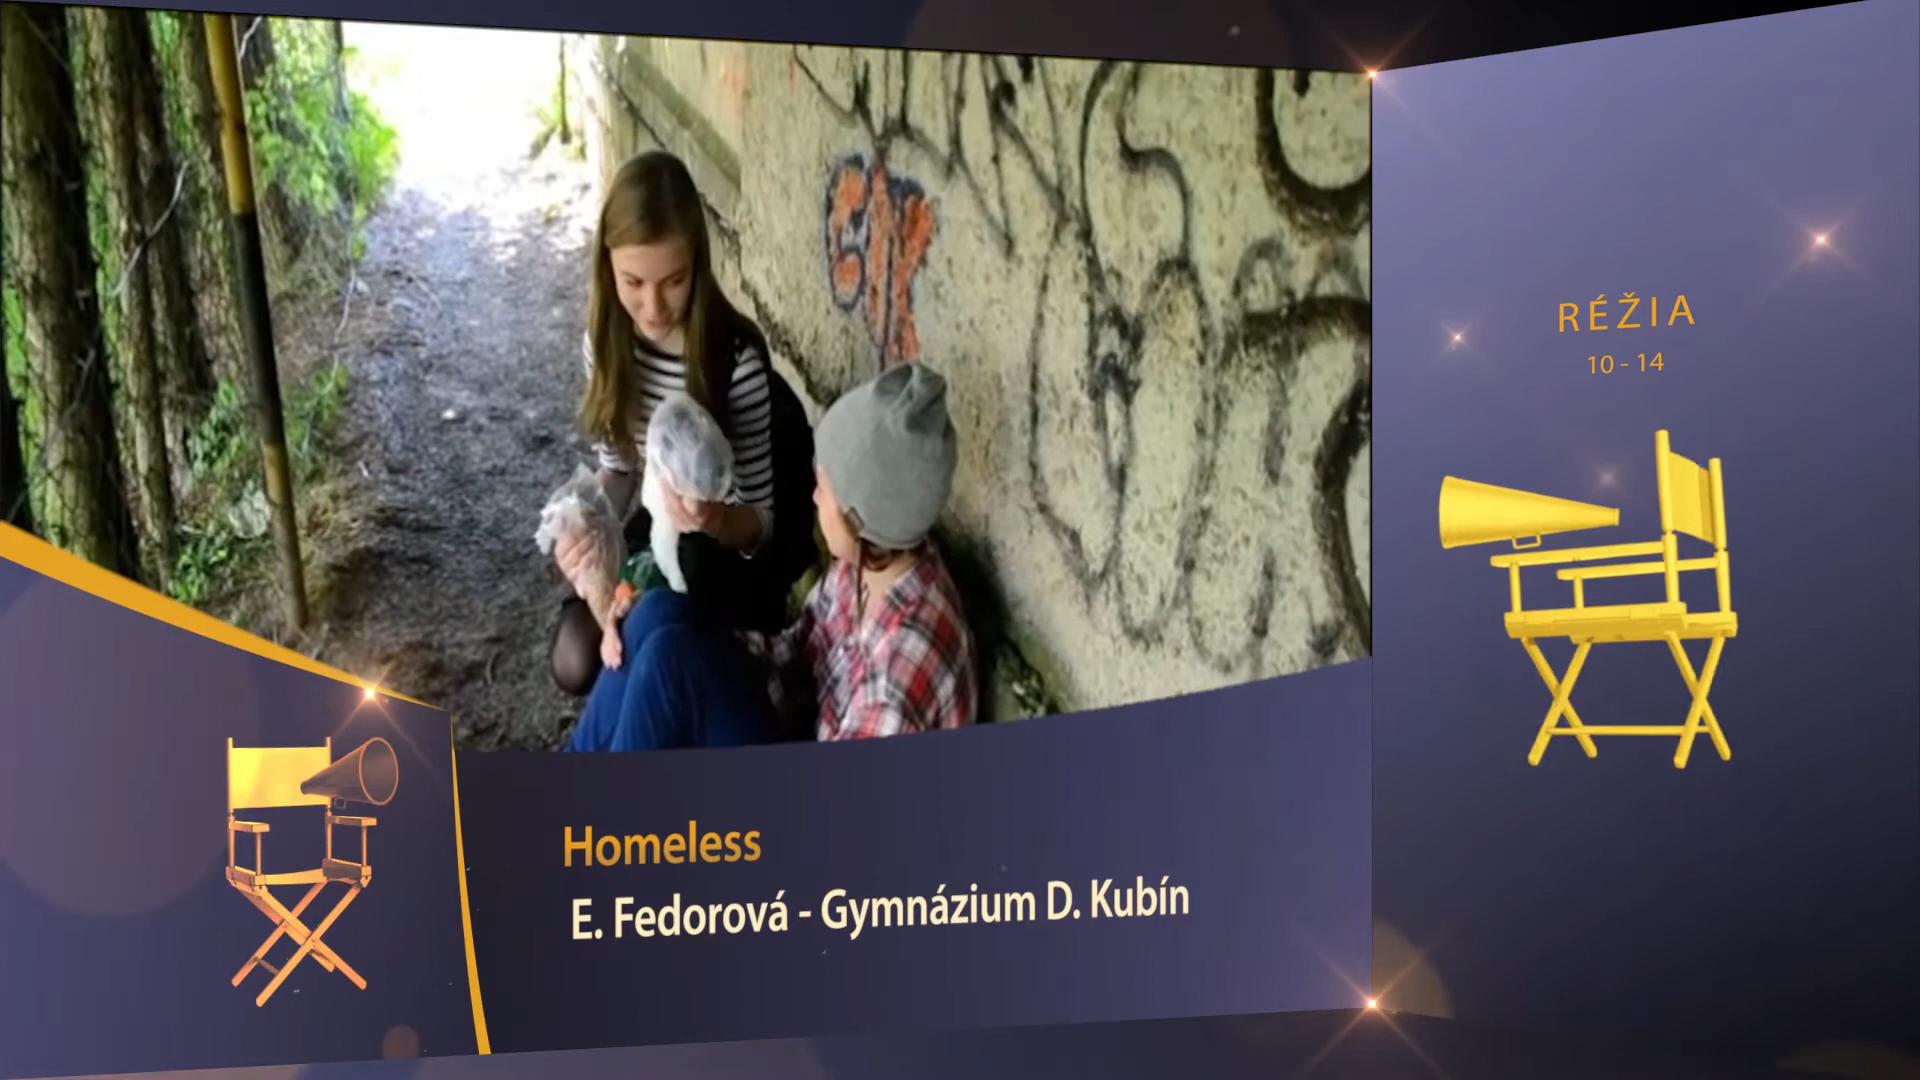 RÉŽIA
10 - 14
Homeless
E. Fedorová - Gymnázium D. Kubín